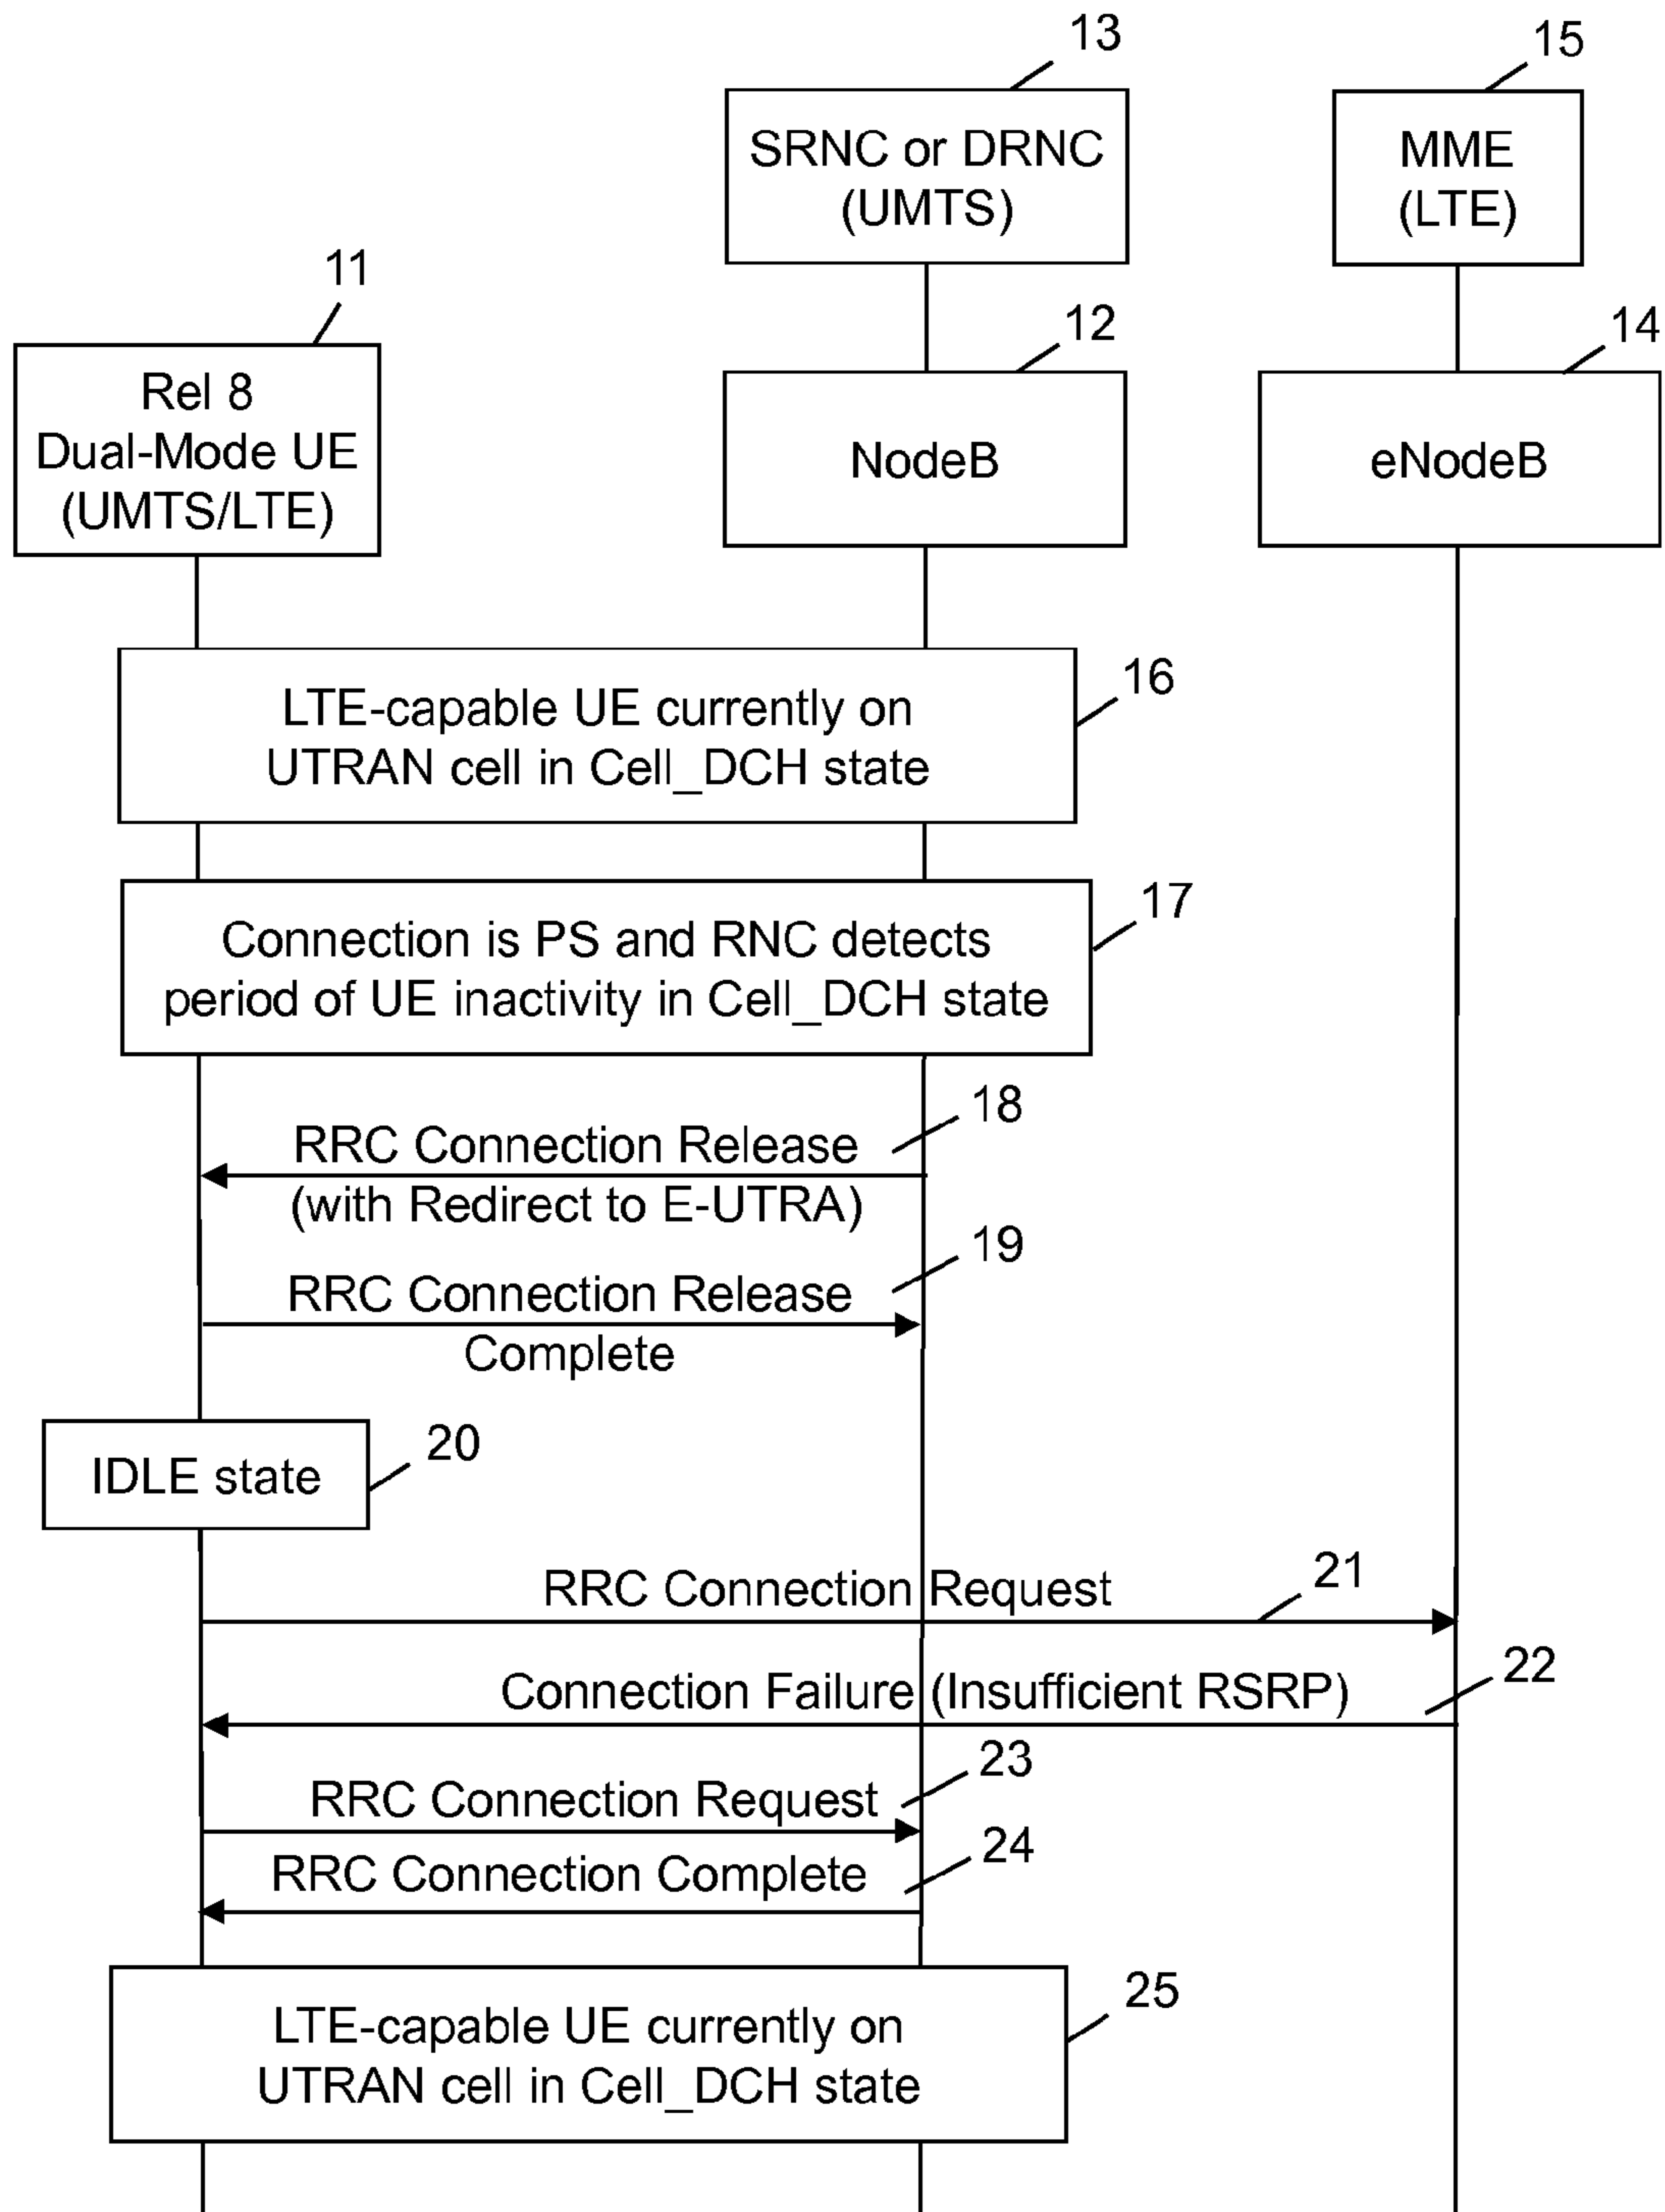 13
15
SRNC or DRNC
(UMTS)
MME
(LTE)
11
12
14
Rel 8
Dual-Mode UE
(UMTS/LTE)
NodeB
eNodeB
16
LTE-capable UE currently on
UTRAN cell in Cell_DCH state
17
Connection is PS and RNC detects
period of UE inactivity in Cell_DCH state
18
RRC Connection Release
(with Redirect to E-UTRA)
19
RRC Connection Release
Complete
20
IDLE state
21
RRC Connection Request
22
Connection Failure (Insufficient RSRP)
23
RRC Connection Request
24
RRC Connection Complete
25
LTE-capable UE currently on
UTRAN cell in Cell_DCH state